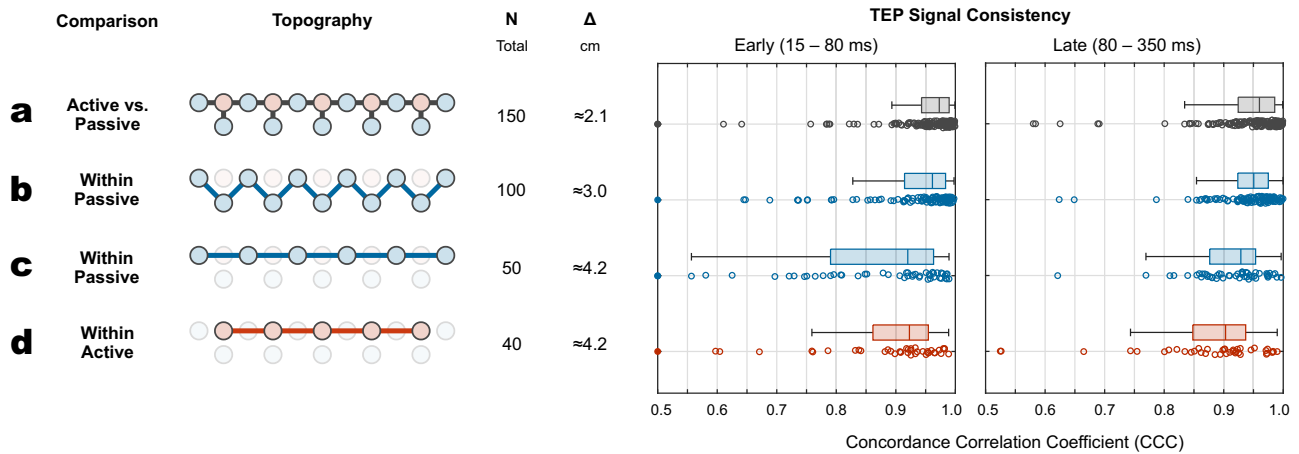 Comparison Topography N Δ TEP Signal Consistency
Total cm Early (15 – 80 ms) Late (80 – 350 ms)
a Active vs. Passive 150 ≈2.1
b Within Passive 100 ≈3.0
c Within Passive 50 ≈4.2
d Within Active 40 ≈4.2
0.5 0.6 0.7 0.8 0.9 1.0 0.5 0.6 0.7 0.8 0.9 1.0
Concordance Correlation Coefficient (CCC)